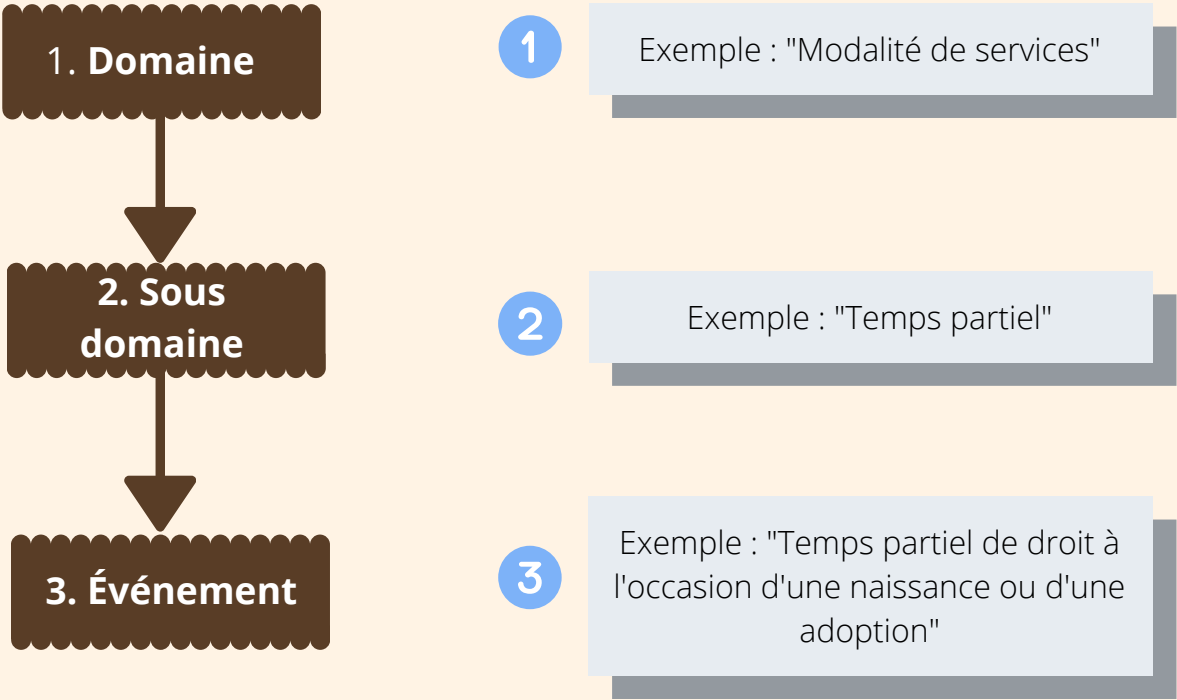 1. Domaine
1
Exemple : "Modalité de services"
2. Sous
domaine
2
Exemple : "Temps partiel"
3. Événement
3
Exemple : "Temps partiel de droit à
l'occasion d'une naissance ou d'une
adoption"